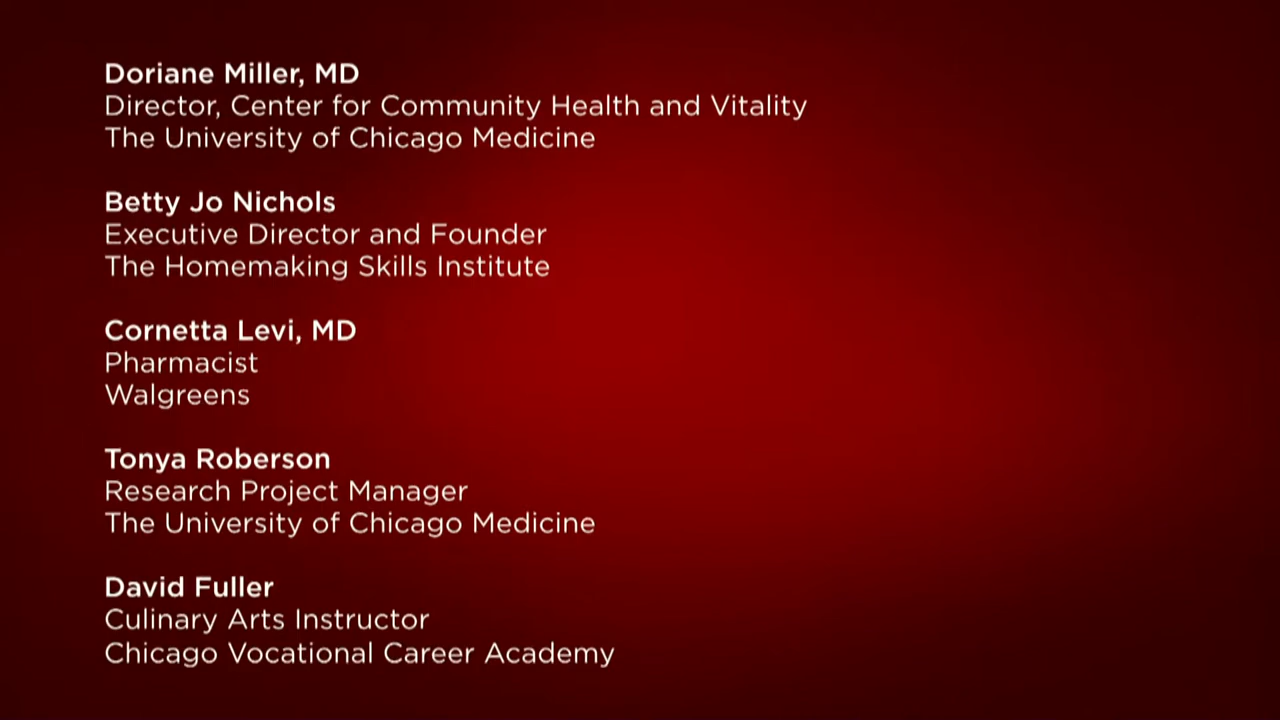 Doriane Miller, MD
Director, Center for Community Health and Vitality
The University of Chicago Medicine
Betty Jo Nichols
Executive Director and Founder
The Homemaking Skills Institute
Cornetta Levi, MD
Pharmacist
Walgreens
Tonya Roberson
Research Project Manager
The University of Chicago Medicine
David Fuller
Culinary Arts Instructor
Chicago Vocational Career Academy